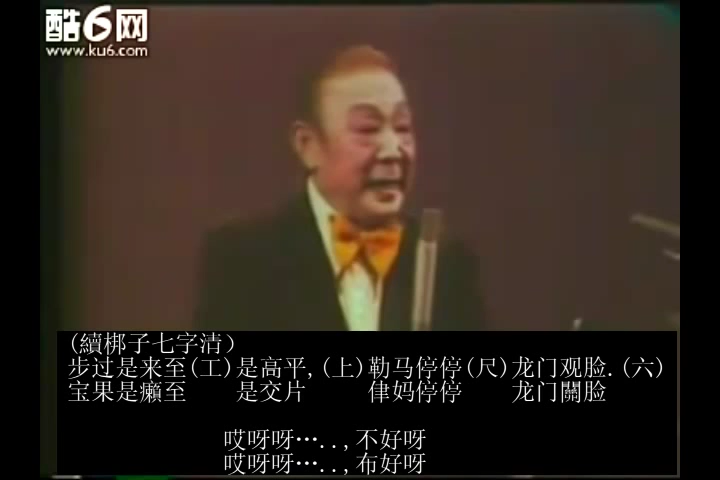 酷6网
www.ku6.com
(續梆子七字清)
步过是来至(工)是高平,(上)勒马停停(尺)龙门观脸.(六)
宝果是癞至 是交片 侓妈停停 龙门關脸
哎呀呀…..,不好呀
哎呀呀…..,布好呀